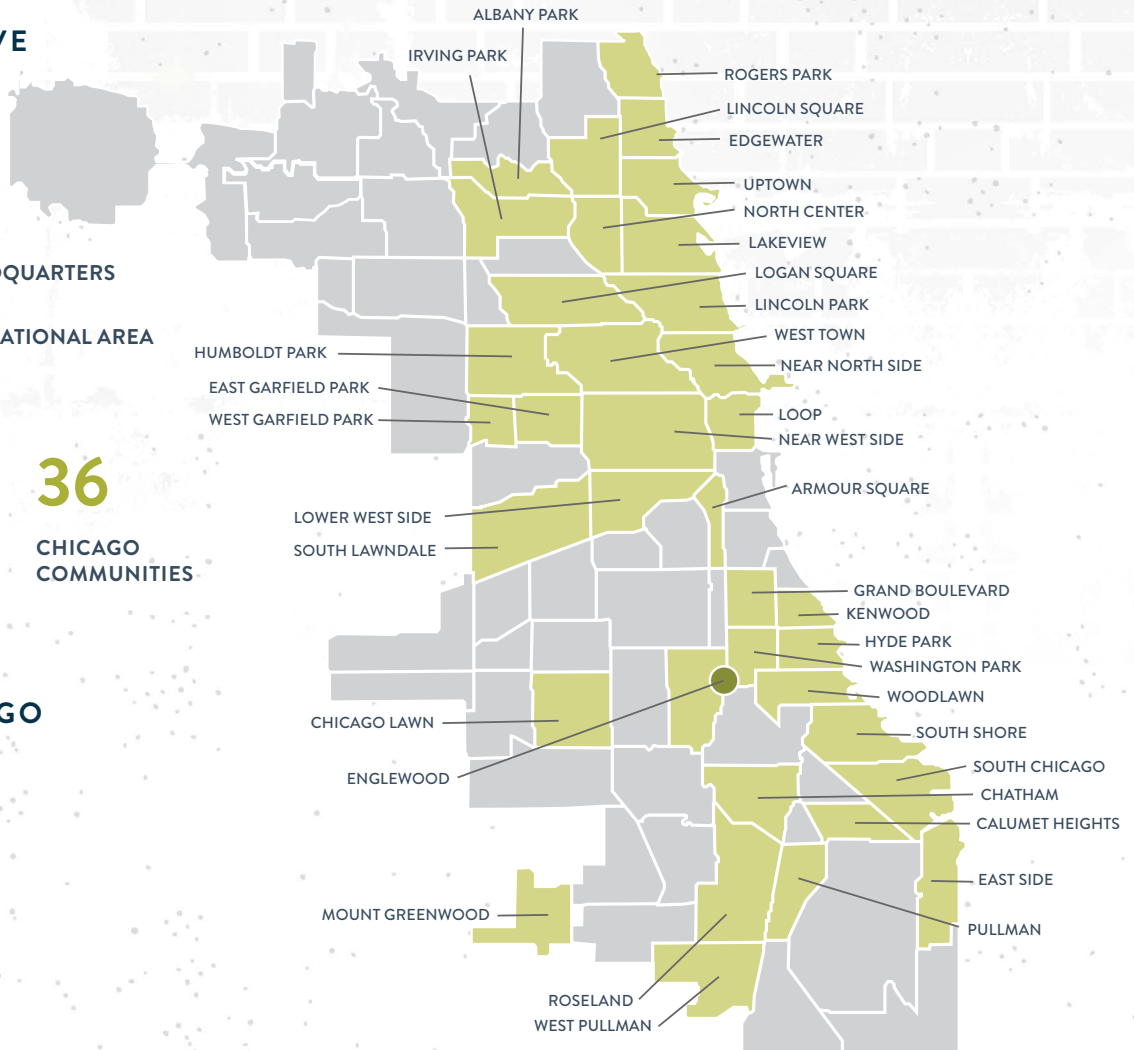 ALBANY PARK
IRVING PARK
ROGERS PARK
LINCOLN SQUARE
EDGEWATER
UPTOWN
NORTH CENTER
LAKEVIEW
LOGAN SQUARE
LINCOLN PARK
WEST TOWN
HUMBOLDT PARK
NEAR NORTH SIDE
EAST GARFIELD PARK
WEST GARFIELD PARK
LOOP
NEAR WEST SIDE
36
CHICAGO
COMMUNITIES
ARMOUR SQUARE
LOWER WEST SIDE
SOUTH LAWNDALE
GRAND BOULEVARD
KENWOOD
HYDE PARK
WASHINGTON PARK
WOODLAWN
CHICAGO LAWN
SOUTH SHORE
ENGLEWOOD
SOUTH CHICAGO
CHATHAM
CALUMET HEIGHTS
EAST SIDE
MOUNT GREENWOOD
PULLMAN
ROSELAND
WEST PULLMAN
VE
DQUARTERS
ATIONAL AREA
GO